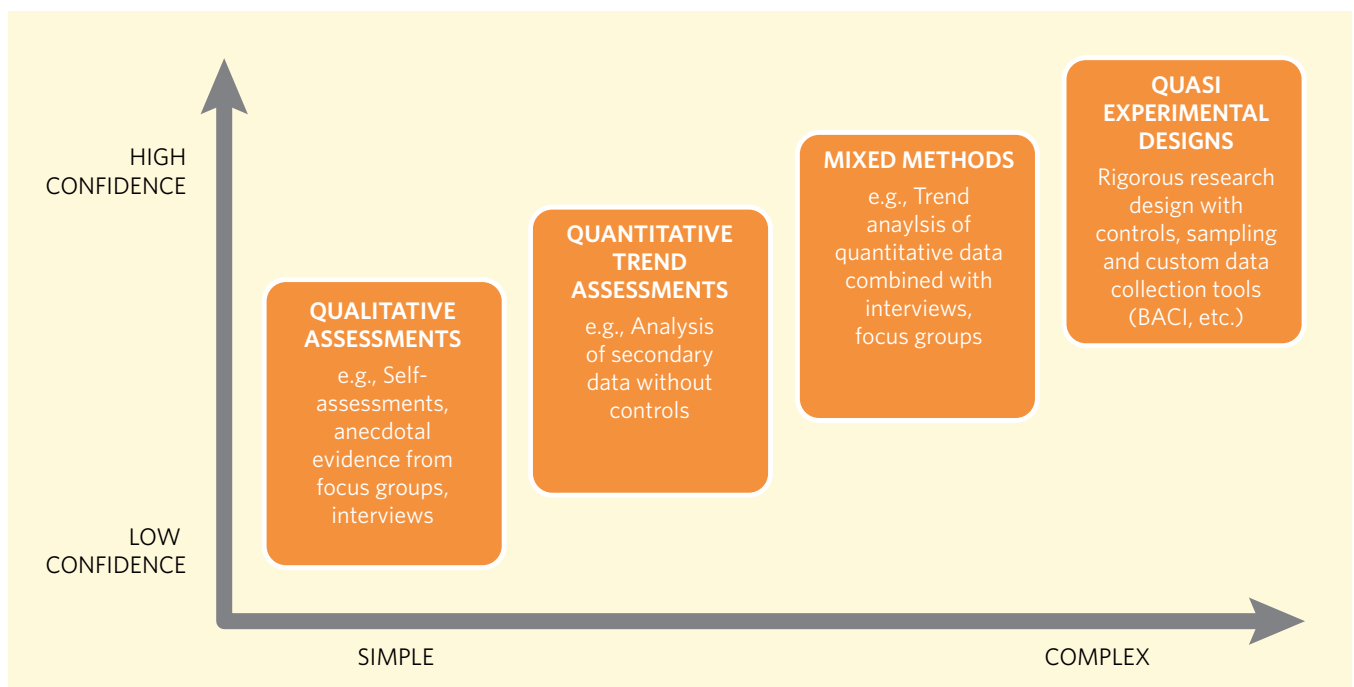 HIGH
CONFIDENCE
LOW
CONFIDENCE
QUALITATIVE
ASSESSMENTS
e.g., Self-
assessments,
anecdotal
evidence from
focus groups,
interviews
QUANTITATIVE
TREND
ASSESSMENTS
e.g., Analysis
of secondary
data without
controls
MIXED METHODS
e.g., Trend
anaylsis of
quantitative data
combined with
interviews,
focus groups
QUASI
EXPERIMENTAL
DESIGNS
Rigorous research
design with
controls, sampling
and custom data
collection tools
(BACI, etc.)
SIMPLE
COMPLEX